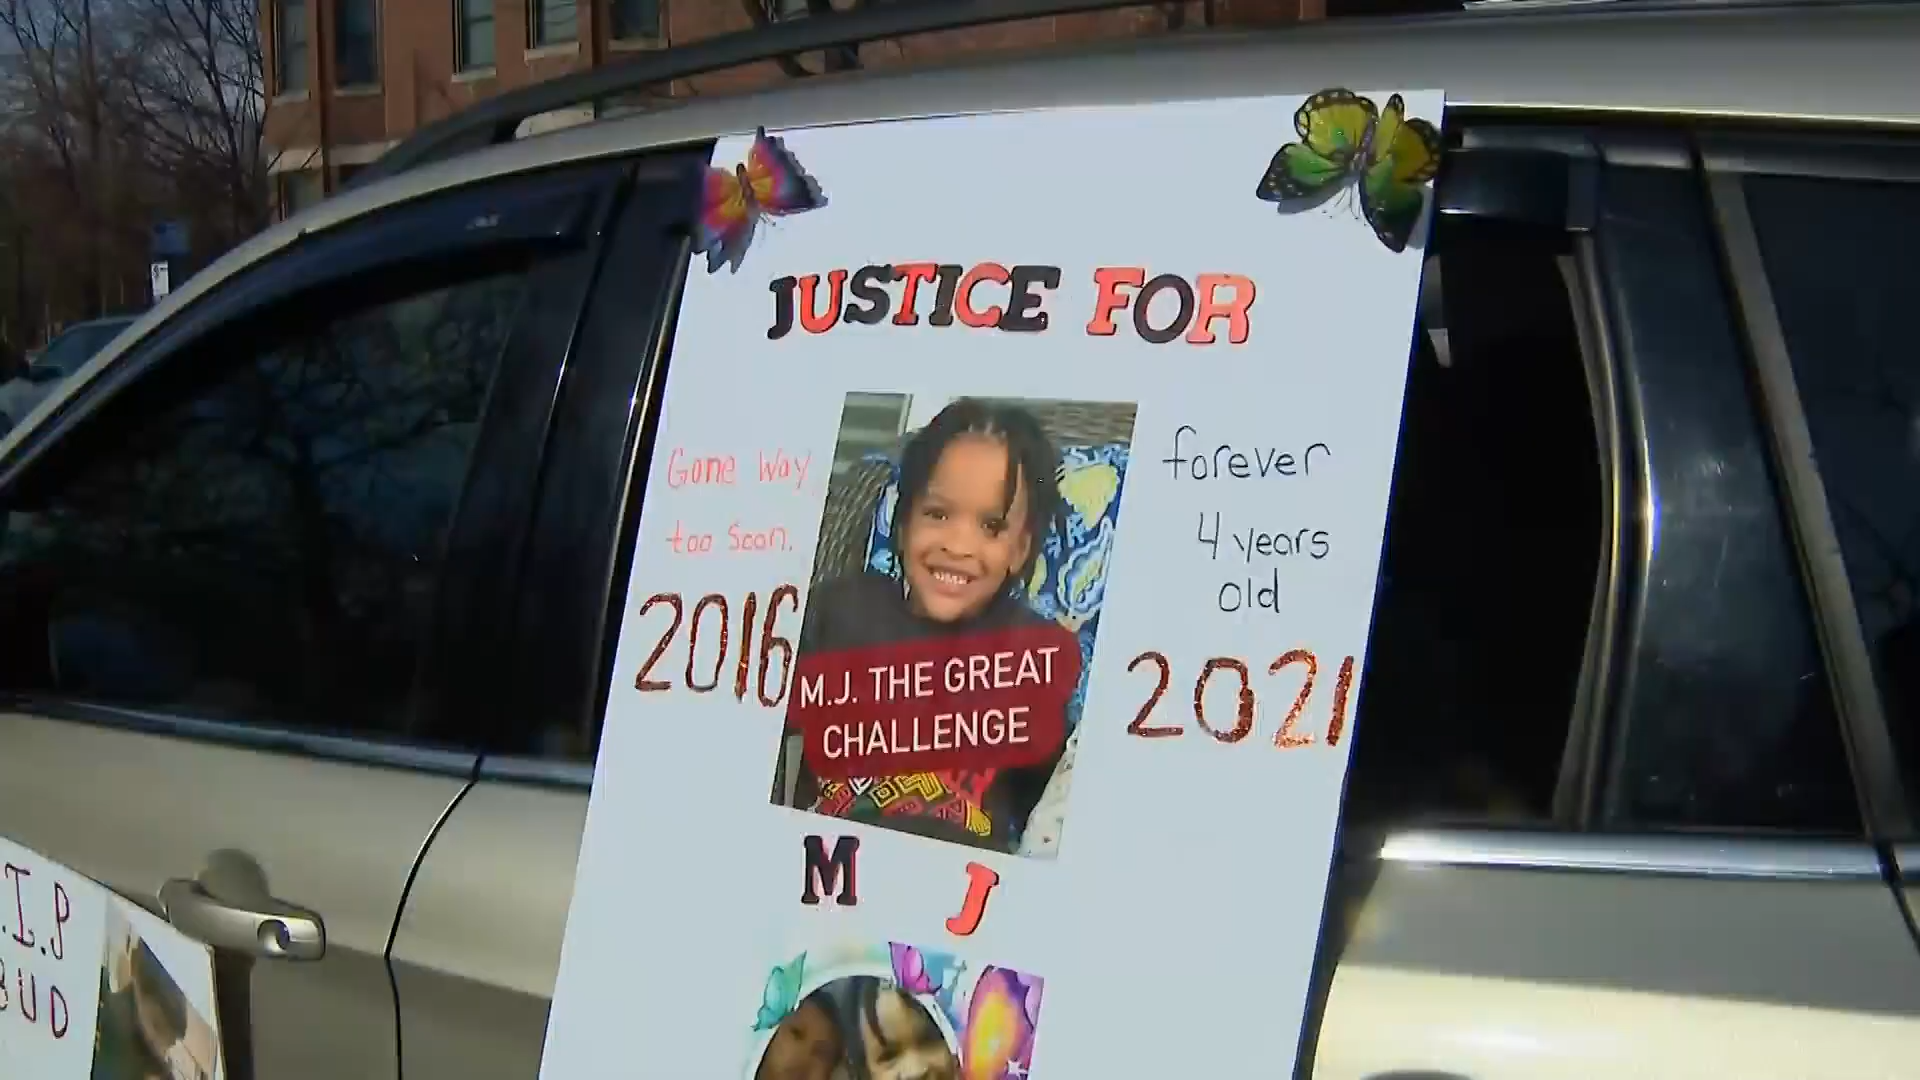 JUSTICE FOR
Gone Way
too Soon.
2016
forever
4 years
old
2021
M.J. THE GREAT
CHALLENGE
M J
.I.P
BUD